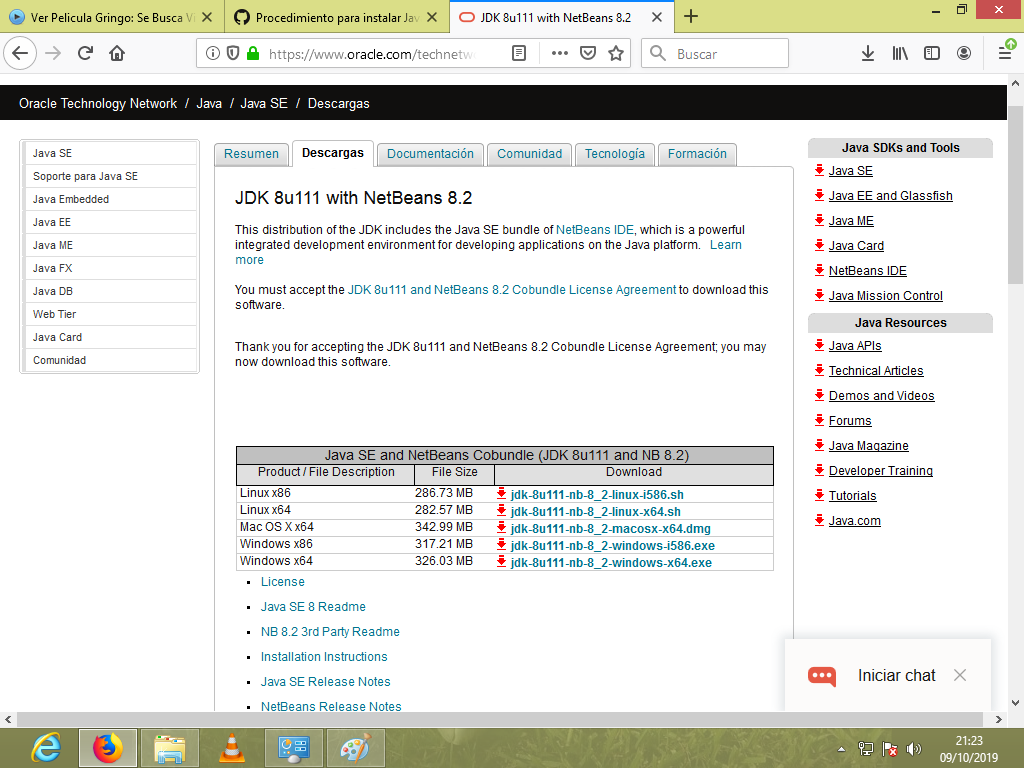 Ver Pelicula Gringo: Se Busca Vi
Procedimiento para instalar Jav
JDK 8u111 with NetBeans 8.2
https://www.oracle.com/technetw
Buscar
Oracle Technology Network / Java / Java SE / Descargas
Java SE
Soporte para Java SE
Java Embedded
Java EE
Java ME
Java FX
Java DB
Web Tier
Java Card
Comunidad
Resumen
Descargas
Documentación
Comunidad
Tecnología
Formación
JDK 8u111 with NetBeans 8.2
This distribution of the JDK includes the Java SE bundle of NetBeans IDE, which is a powerful
integrated development environment for developing applications on the Java platform. Learn
more
You must accept the JDK 8u111 and NetBeans 8.2 Cobundle License Agreement to download this
software.
Thank you for accepting the JDK 8u111 and NetBeans 8.2 Cobundle License Agreement; you may
now download this software.
Java SE and NetBeans Cobundle (JDK 8u111 and NB 8.2)
Product / File Description File Size Download
Linux x86 286.73 MB jdk-8u111-nb-8_2-linux-i586.sh
Linux x64 282.57 MB jdk-8u111-nb-8_2-linux-x64.sh
Mac OS X x64 342.99 MB jdk-8u111-nb-8_2-macosx-x64.dmg
Windows x86 317.21 MB jdk-8u111-nb-8_2-windows-i586.exe
Windows x64 326.03 MB jdk-8u111-nb-8_2-windows-x64.exe
License
Java SE 8 Readme
NB 8.2 3rd Party Readme
Installation Instructions
Java SE Release Notes
NetBeans Release Notes
Java SDKs and Tools
Java SE
Java EE and Glassfish
Java ME
Java Card
NetBeans IDE
Java Mission Control
Java Resources
Java APIs
Technical Articles
Demos and Videos
Forums
Java Magazine
Developer Training
Tutorials
Java.com
Iniciar chat
21:23
09/10/2019